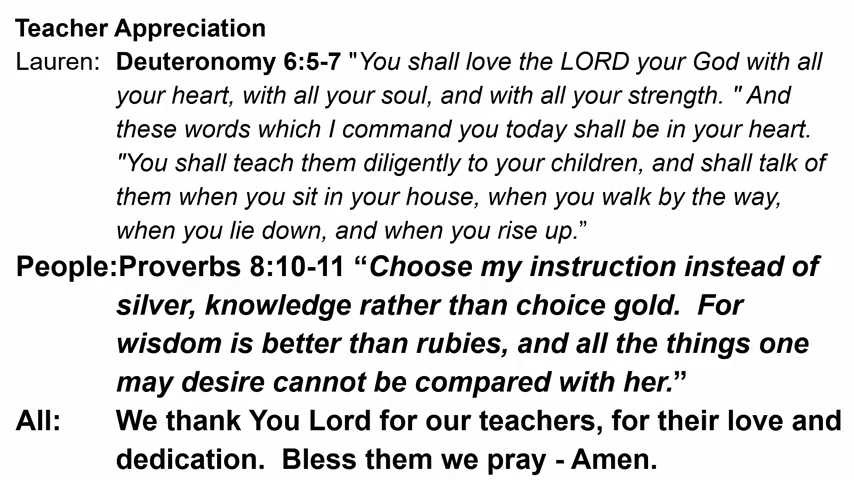 Teacher Appreciation
Lauren: Deuteronomy 6:5-7 "You shall love the LORD your God with all
your heart, with all your soul, and with all your strength. " And
these words which I command you today shall be in your heart.
"You shall teach them diligently to your children, and shall talk of
them when you sit in your house, when you walk by the way,
when you lie down, and when you rise up.”
People:Proverbs 8:10-11 “Choose my instruction instead of
silver, knowledge rather than choice gold.  For
wisdom is better than rubies, and all the things one
may desire cannot be compared with her.”
All: We thank You Lord for our teachers, for their love and
dedication.  Bless them we pray - Amen.